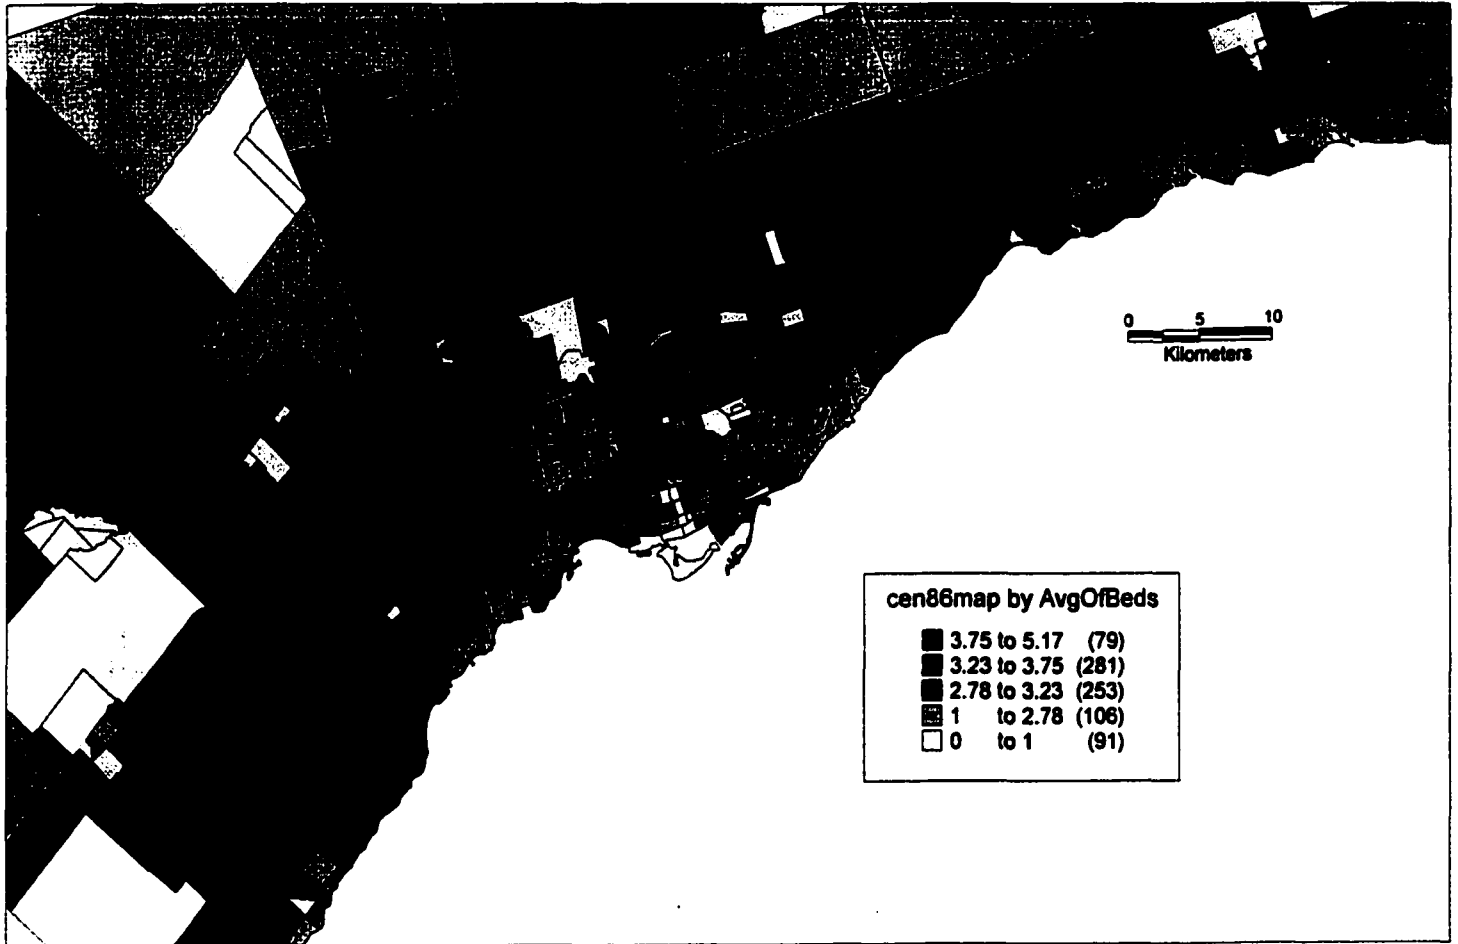 0 5 10
Kilometers
cen86map by AvgOfBeds
3.75 to 5.17 (79)
3.23 to 3.75 (281)
2.78 to 3.23 (253)
1 to 2.78 (106)
0 to 1 (91)